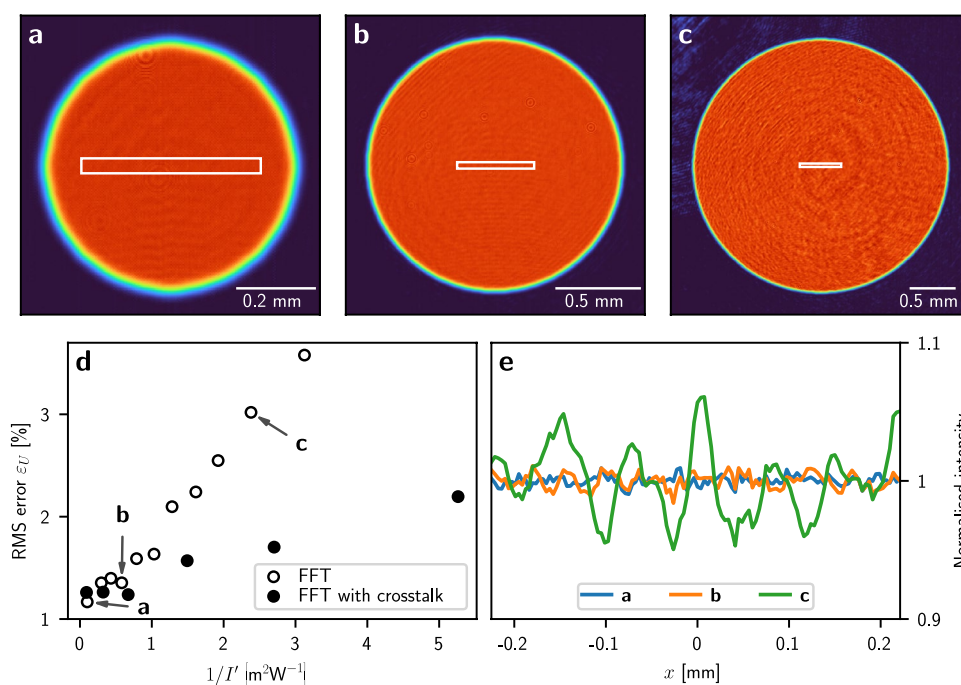 a
b
c
0.2 mm
0.5 mm
0.5 mm
d
e
RMS error ε_U [%]
3
2
1
b
a
c
FFT
FFT with crosstalk
0
1
2
3
4
5
1/I′ [m²W⁻¹]
a
b
c
-0.2
-0.1
0
0.1
0.2
x [mm]
1.1
1
0.9
Normalised intensity